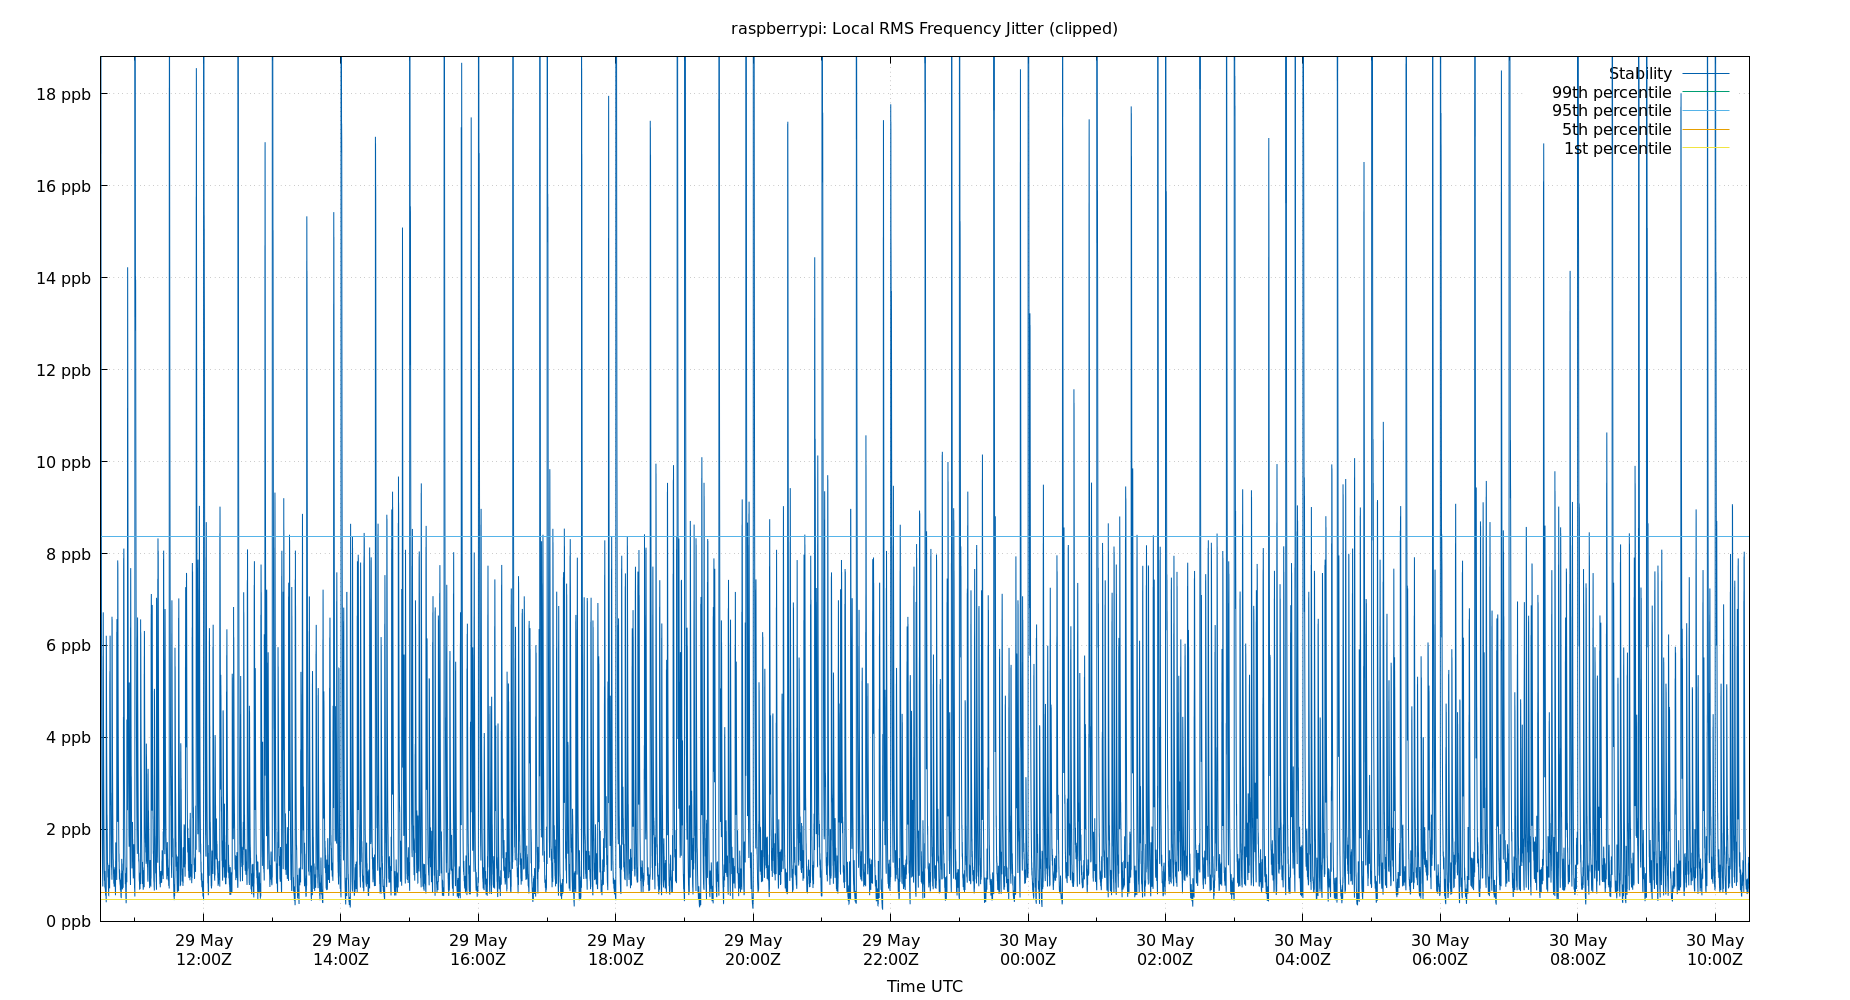 raspberrypi: Local RMS Frequency Jitter (clipped)
Stability
99th percentile
95th percentile
5th percentile
1st percentile
18 ppb
16 ppb
14 ppb
12 ppb
10 ppb
8 ppb
6 ppb
4 ppb
2 ppb
0 ppb
29 May 29 May 29 May 29 May 29 May 29 May 30 May 30 May 30 May 30 May 30 May 30 May
12:00Z 14:00Z 16:00Z 18:00Z 20:00Z 22:00Z 00:00Z 02:00Z 04:00Z 06:00Z 08:00Z 10:00Z
Time UTC